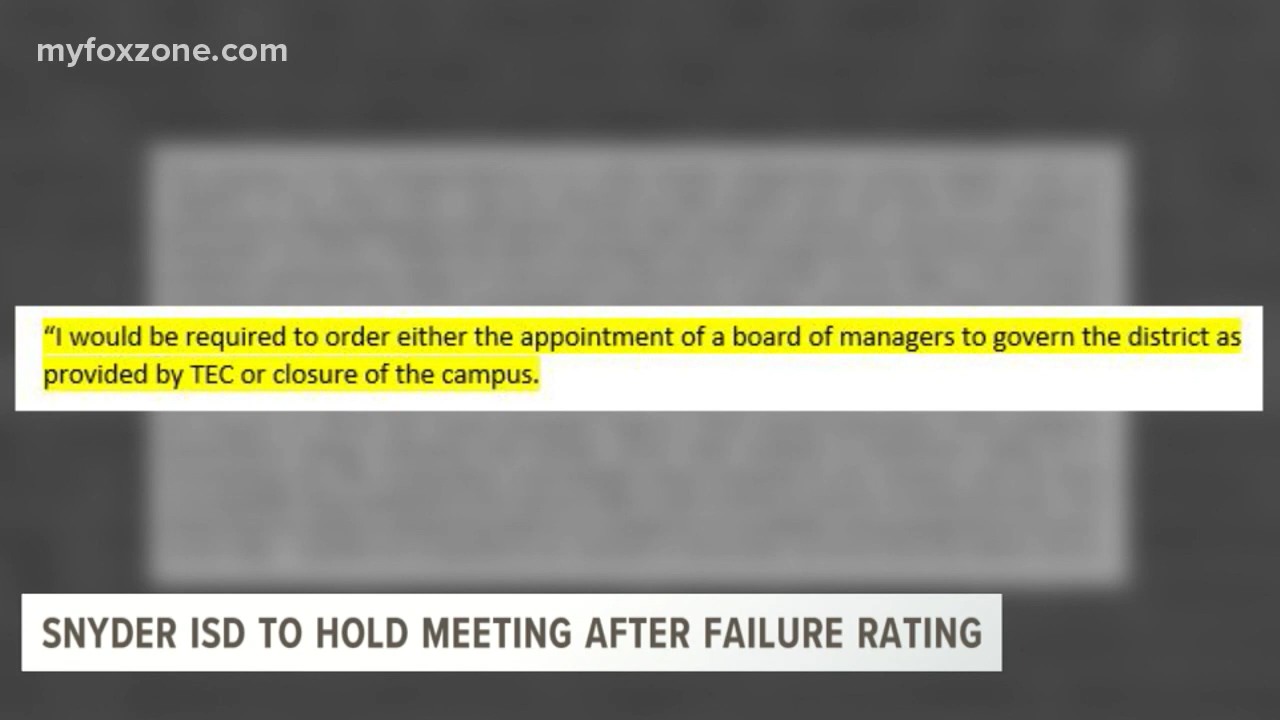 myfoxzone.com
“I would be required to order either the appointment of a board of managers to govern the district as
provided by TEC or closure of the campus.
SNYDER ISD TO HOLD MEETING AFTER FAILURE RATING